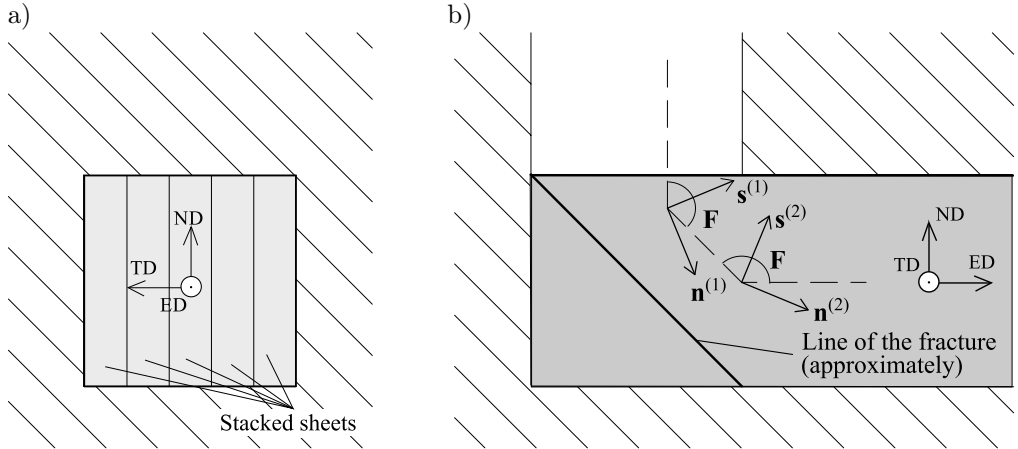 a)
ND
TD
ED
Stacked sheets
b)
s(1)
F
s(2)
F
n(1)
n(2)
ND
TD
ED
Line of the fracture
(approximately)